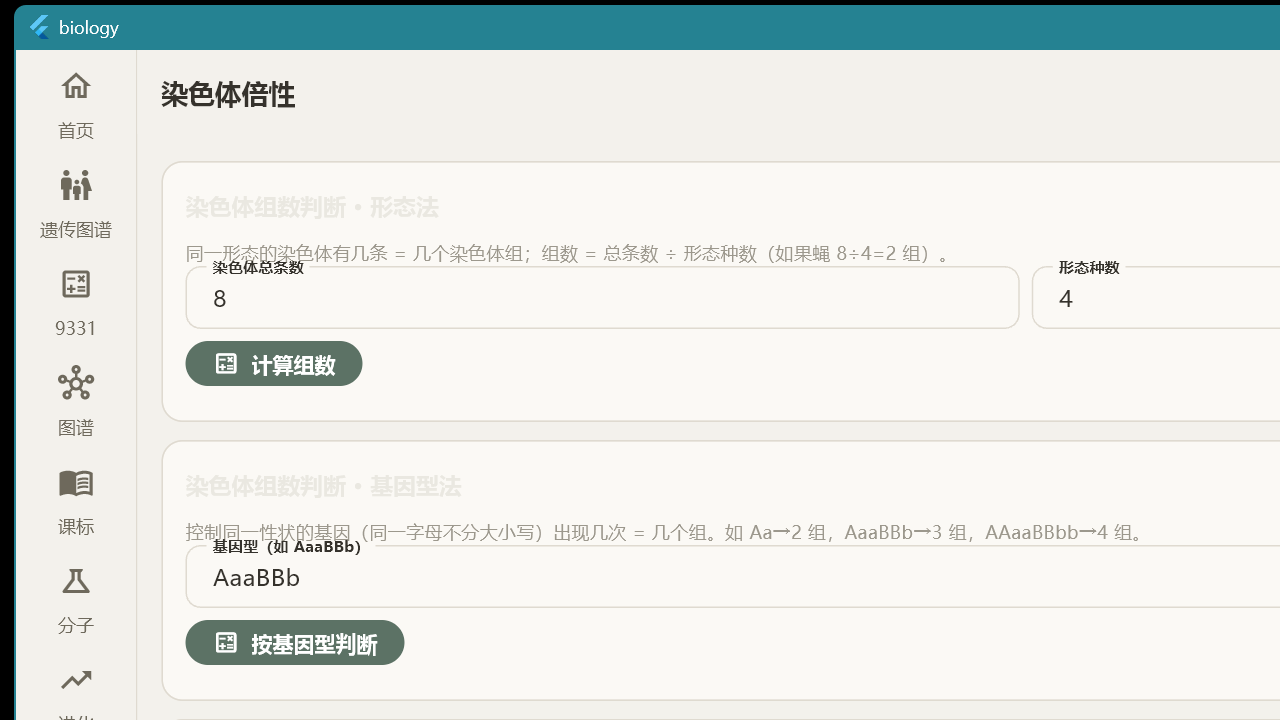 biology
首页
遗传图谱
9331
图谱
课标
分子
进化
染色体倍性
染色体组数判断・形态法
同一形态的染色体有几条 = 几个染色体组；组数 = 总条数 ÷ 形态种数（如果蝇 8÷4=2 组）。
染色体总条数
8
形态种数
4
计算组数
染色体组数判断・基因型法
控制同一性状的基因（同一字母不分大小写）出现几次 = 几个组。如 Aa→2 组，AaaBBb→3 组，AAaaBBbb→4 组。
基因型（如 AaaBBb）
AaaBBb
按基因型判断